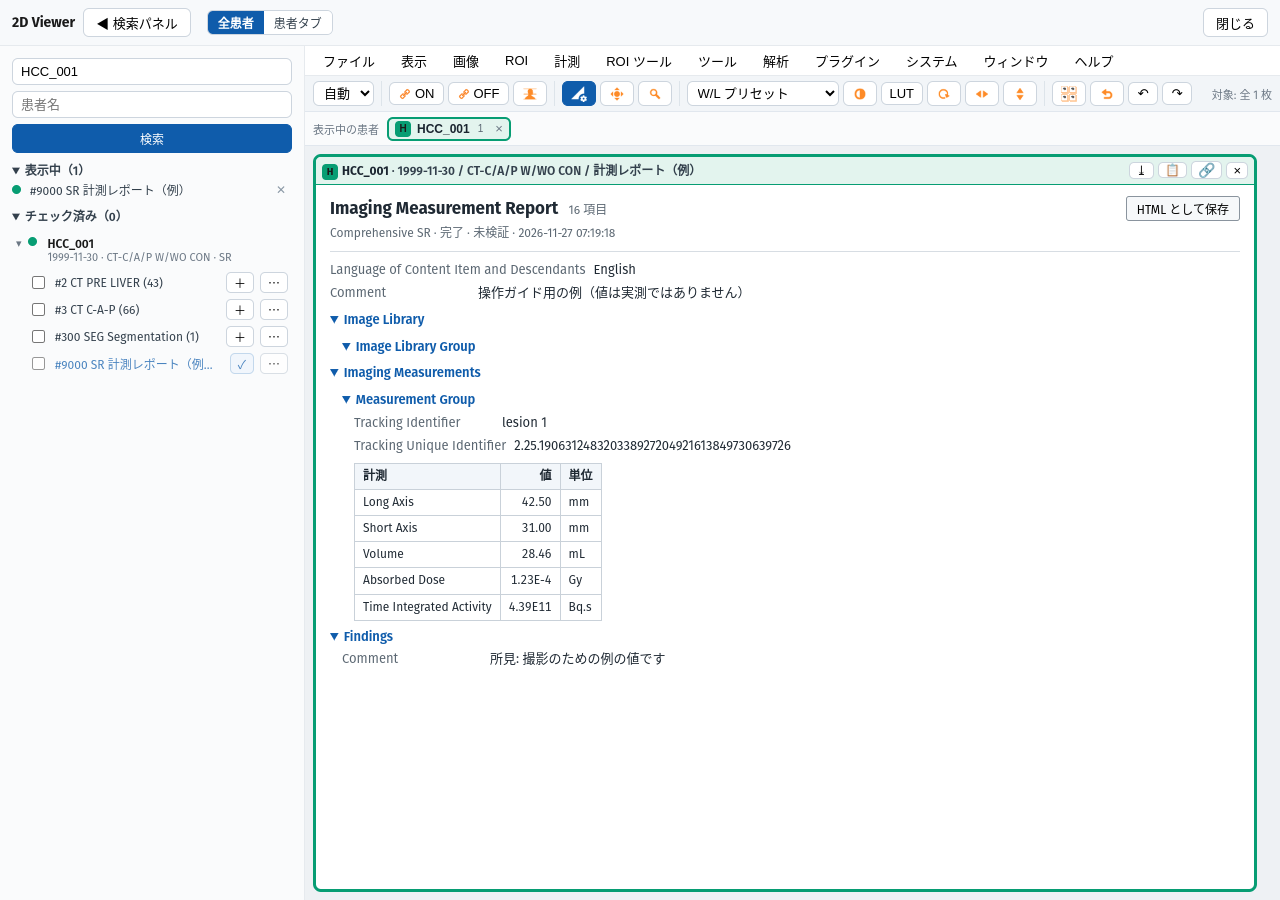 2D Viewer
◀ 検索パネル
全患者
患者タブ
閉じる
HCC_001
患者名
検索
▼ 表示中（1）
#9000 SR 計測レポート（例）
×
▼ チェック済み（0）
▾ HCC_001
1999-11-30 · CT-C/A/P W/WO CON · SR
#2 CT PRE LIVER (43)
＋
⋯
#3 CT C-A-P (66)
＋
⋯
#300 SEG Segmentation (1)
＋
⋯
#9000 SR 計測レポート（例...
✓
⋯
ファイル
表示
画像
ROI
計測
ROI ツール
ツール
解析
プラグイン
システム
ウィンドウ
ヘルプ
自動
ON
OFF
W/L プリセット
LUT
↶
↷
対象: 全 1 枚
表示中の患者
H HCC_001 1 ×
H HCC_001 · 1999-11-30 / CT-C/A/P W/WO CON / 計測レポート（例）
⤓
×
Imaging Measurement Report 16 項目
HTML として保存
Comprehensive SR · 完了 · 未検証 · 2026-11-27 07:19:18
Language of Content Item and Descendants English
Comment 操作ガイド用の例（値は実測ではありません）
▼ Image Library
▼ Image Library Group
▼ Imaging Measurements
▼ Measurement Group
Tracking Identifier lesion 1
Tracking Unique Identifier 2.25.190631248320338927204921613849730639726
計測 値 単位
Long Axis 42.50 mm
Short Axis 31.00 mm
Volume 28.46 mL
Absorbed Dose 1.23E-4 Gy
Time Integrated Activity 4.39E11 Bq.s
▼ Findings
Comment 所見: 撮影のための例の値です